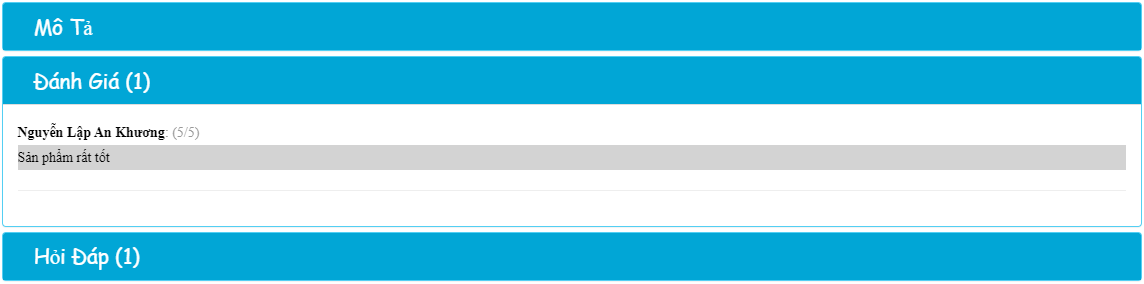 Mô Tả
Đánh Giá (1)
Nguyễn Lập An Khương: (5/5)
Sản phẩm rất tốt
Hỏi Đáp (1)